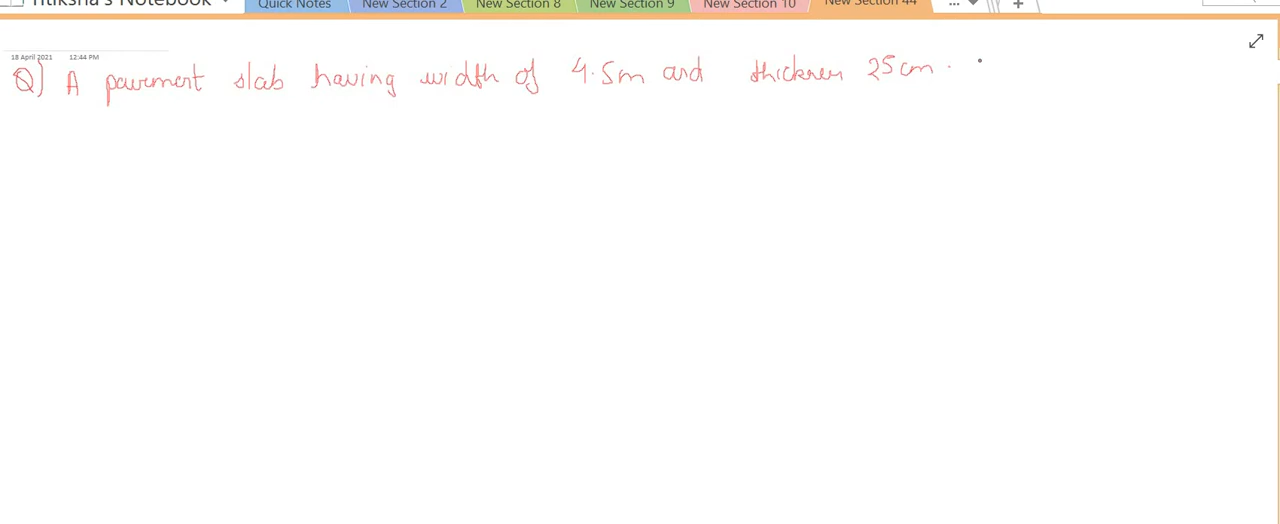 Notebook
Quick Notes
New Section 2
New Section 8
New Section 9
New Section 10
New Section 44
18 April 2021 12:44 PM
Q) A pavement slab having width of 4.5m and thickness 25cm.